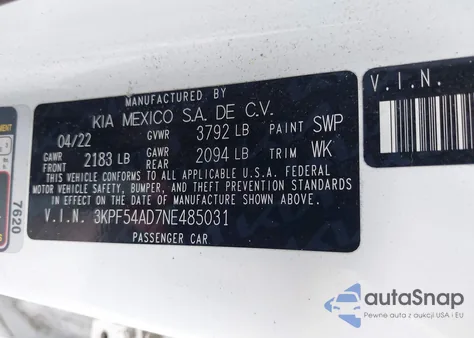 MANUFACTURED BY
KIA MEXICO S.A. DE C.V.
04/22 GVWR 3792 LB PAINT SWP
GAWR FRONT 2183 LB GAWR REAR 2094 LB TRIM WK
THIS VEHICLE CONFORMS TO ALL APPLICABLE U.S.A. FEDERAL
MOTOR VEHICLE SAFETY, BUMPER, AND THEFT PREVENTION STANDARDS
IN EFFECT ON THE DATE OF MANUFACTURE SHOWN ABOVE.
V.I.N. 3KPF54AD7NE485031
PASSENGER CAR
V.I.N.
7620
autoSnap
Twoje auto z aukcji USA i EU